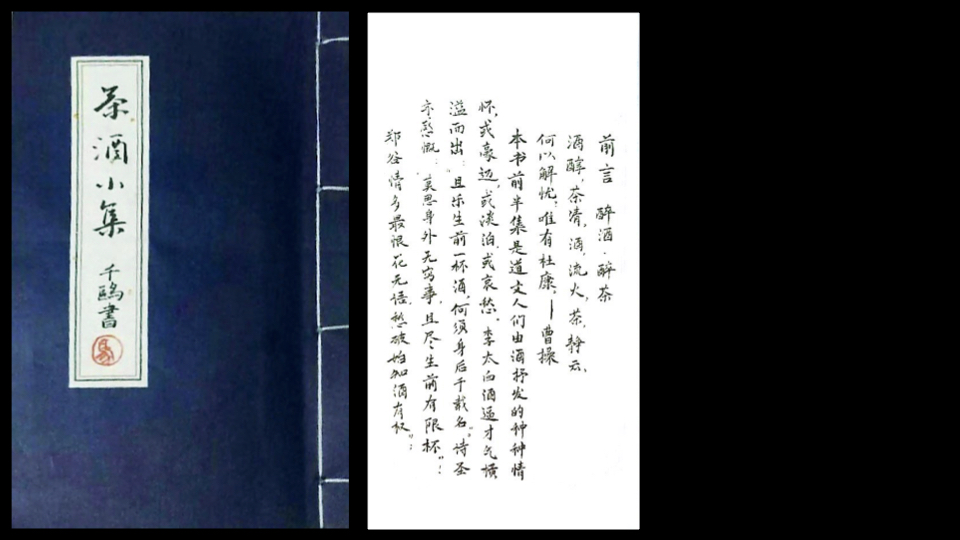 茶酒小集
千鷗書
前言 醉酒·醉茶
酒醇,茶清,酒,流火,茶,静云,
何以解忧,唯有杜康,—曹操
本书前半集是道文人们由酒抒发的种种情
怀,或豪迈,或淡泊,或哀愁,李太白酒逼才气横
溢而出:"且乐生前一杯酒,何须身后千载名。"诗圣
亦感慨:"莫思身外无穷事,且尽生前有限杯"!
郑谷情多最恨花无语,愁破始知酒有权";